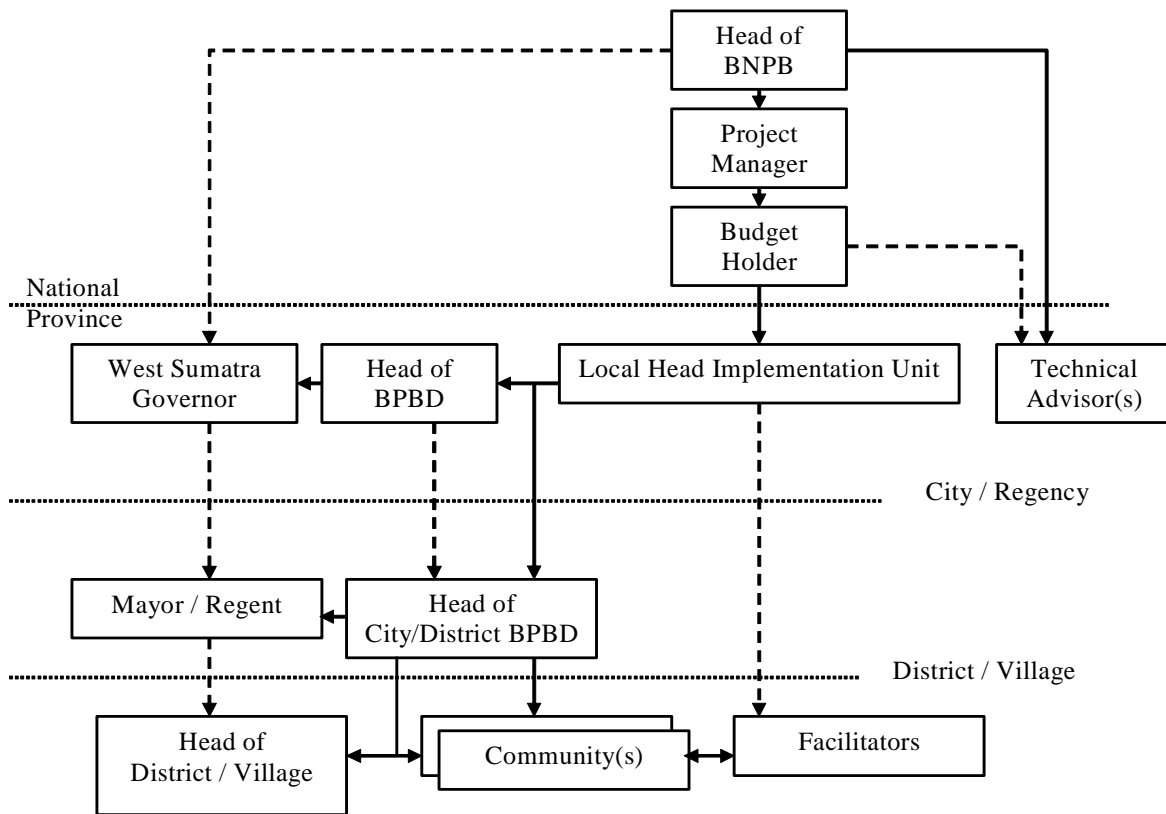 Head of
BNPB
Project
Manager
Budget
Holder
National
Province
West Sumatra
Governor
Head of
BPBD
Local Head Implementation Unit
Technical
Advisor(s)
City / Regency
Mayor / Regent
Head of
City/District BPBD
District / Village
Head of
District / Village
Community(s)
Facilitators